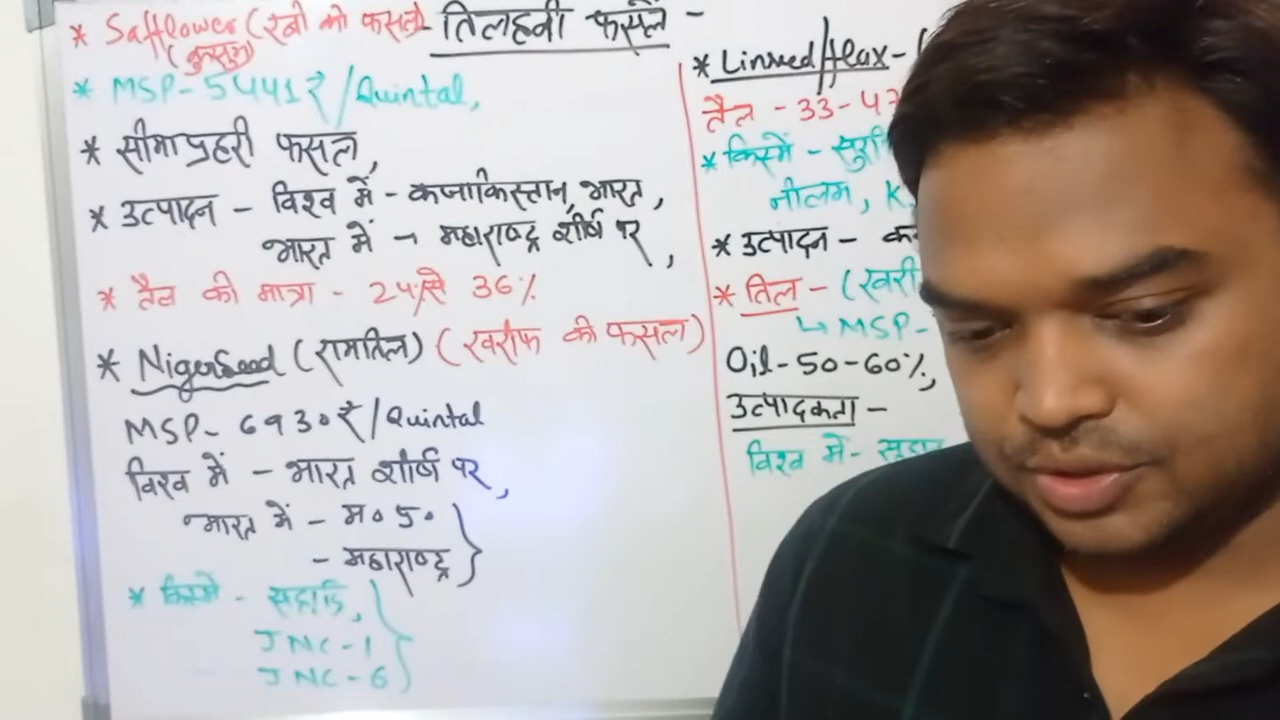 * Safflower (रबी की फसल) - तिलहनी फसलें -
(कुसुम)
* MSP - 5441₹/Quintal,
* सीमा प्रहरी फसल,
* उत्पादन - विश्व में - कजाकिस्तान, भारत,
भारत में → महाराष्ट्र शीर्ष पर,
* तैल की मात्रा - 24 से 36%
* NigerSeed (रामतिल) (खरीफ की फसल)
MSP - 6930₹/Quintal
विश्व में - भारत शीर्ष पर,
भारत में - म०प्र०
- महाराष्ट्र
* किस्मे - सहाद्रि,
JNC-1
JNC-6
* Linseed/flax - (
तैल - 33-47
* किस्में -
नीलम, K
* उत्पादन -
* तिल - (खरी
↳ MSP -
Oil - 50-60%,
उत्पादकता -
विश्व में - सूडान